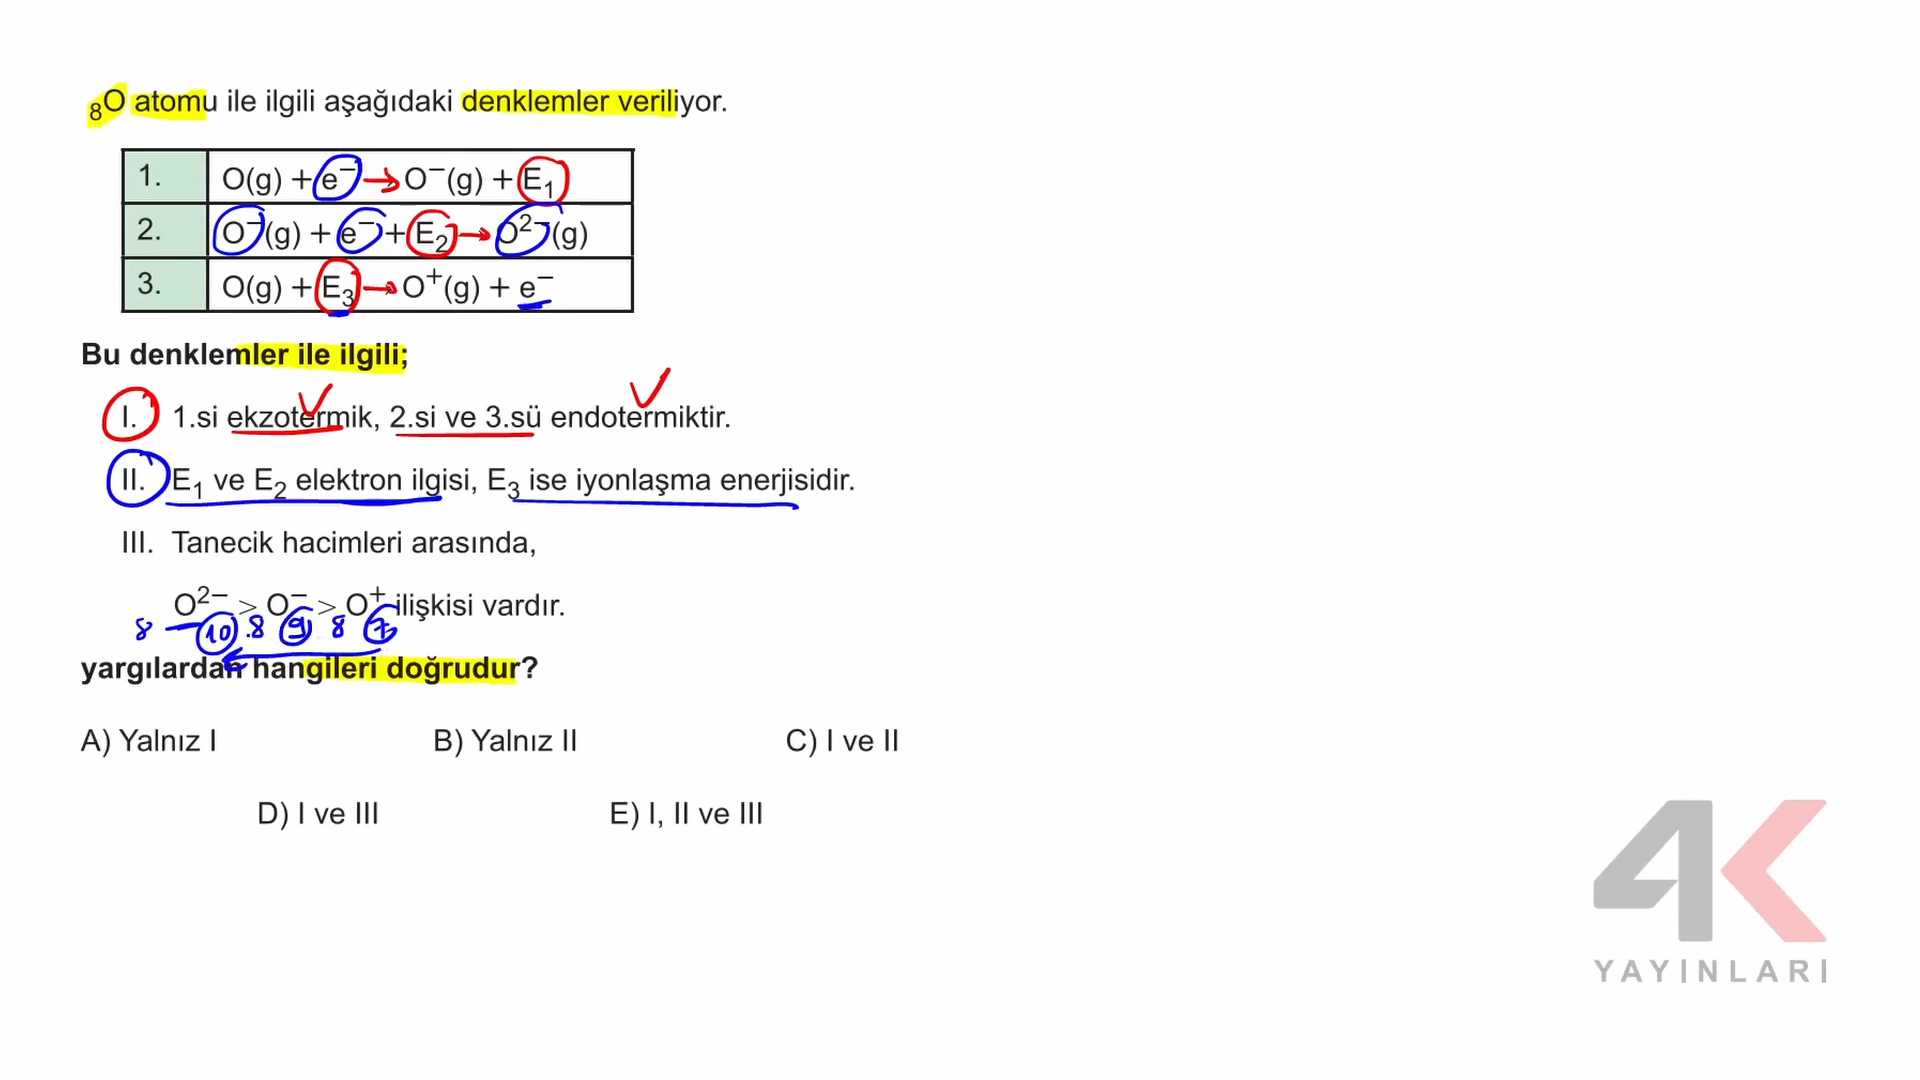 ₈O atomu ile ilgili aşağıdaki denklemler veriliyor.
1. O(g) + e⁻ → O⁻(g) + E₁
2. O⁻(g) + e⁻ + E₂ → O²⁻(g)
3. O(g) + E₃ → O⁺(g) + e⁻
Bu denklemler ile ilgili;
I. 1.si ekzotermik, 2.si ve 3.sü endotermiktir.
II. E₁ ve E₂ elektron ilgisi, E₃ ise iyonlaşma enerjisidir.
III. Tanecik hacimleri arasında,
O²⁻ > O⁻ > O⁺ ilişkisi vardır.
8 10 8 9 8 7
yargılardan hangileri doğrudur?
A) Yalnız I B) Yalnız II C) I ve II
D) I ve III E) I, II ve III
4K
YAYINLARI